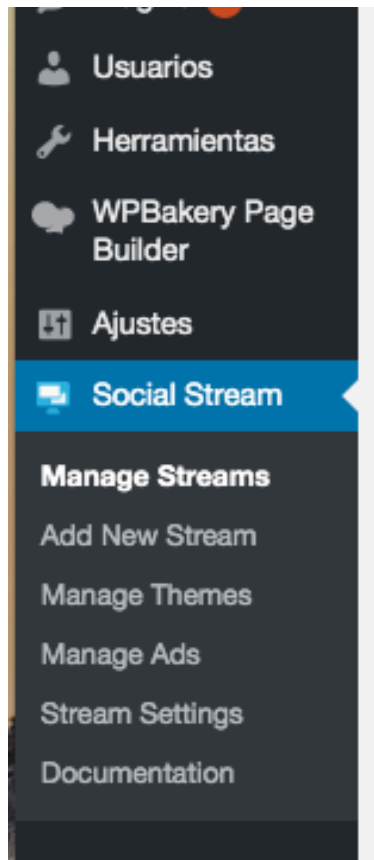 Usuarios
Herramientas
WPBakery Page
Builder
Ajustes
Social Stream
Manage Streams
Add New Stream
Manage Themes
Manage Ads
Stream Settings
Documentation